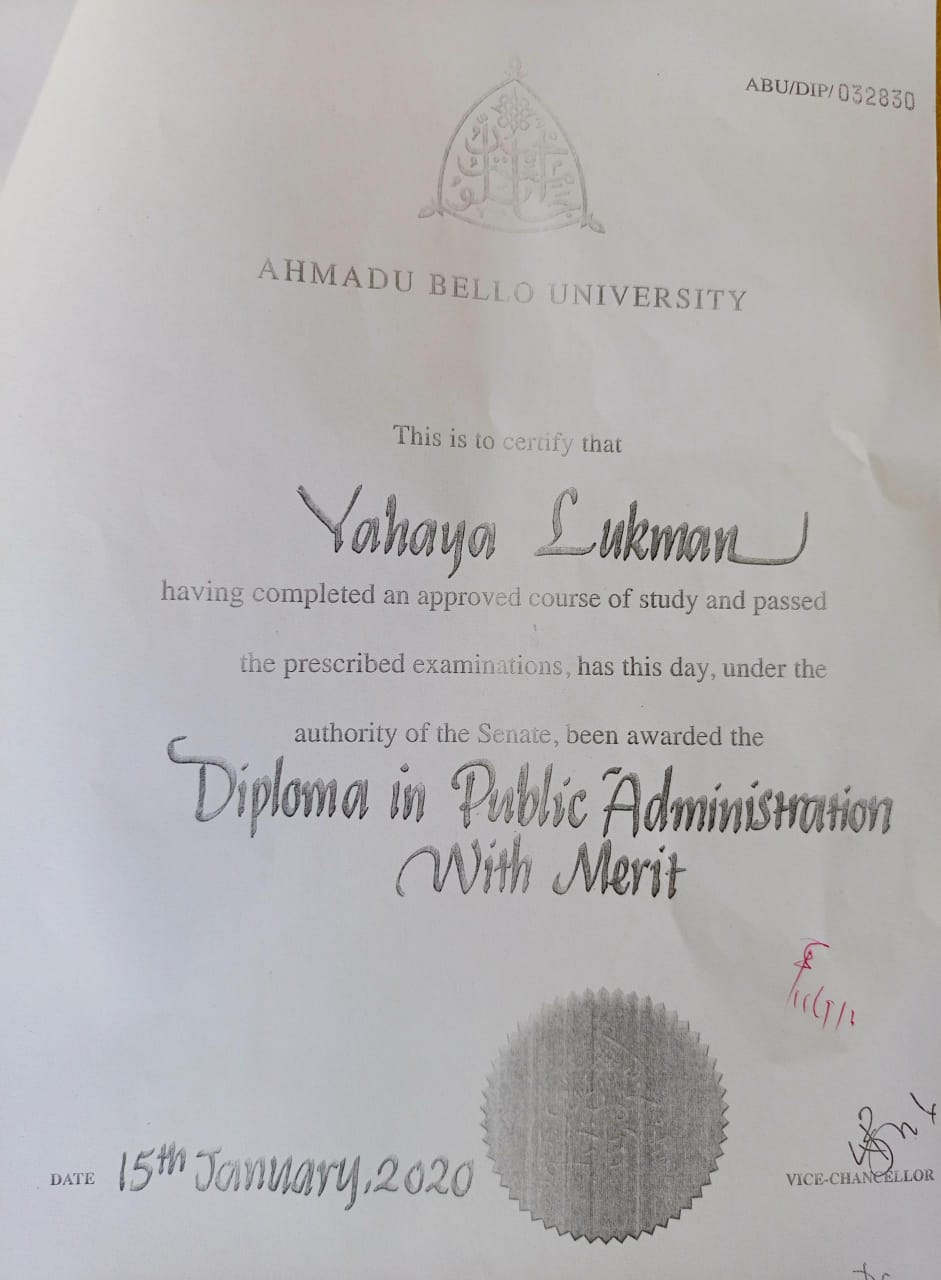 ABU/DIP/032830
AHMADU BELLO UNIVERSITY
This is to certify that
Yahaya Lukman
having completed an approved course of study and passed
the prescribed examinations, has this day, under the
authority of the Senate, been awarded the
Diploma in Public Administration
With Merit
DATE 15th January, 2020
VICE-CHANCELLOR